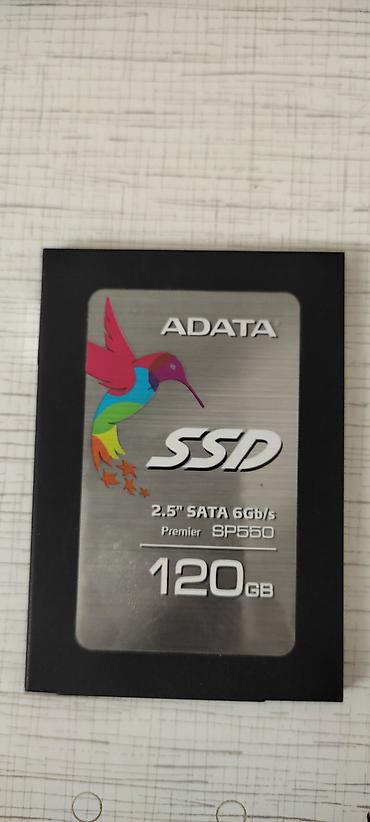 ADATA
SSD
2.5" SATA 6Gb/s
Premier SP550
120GB